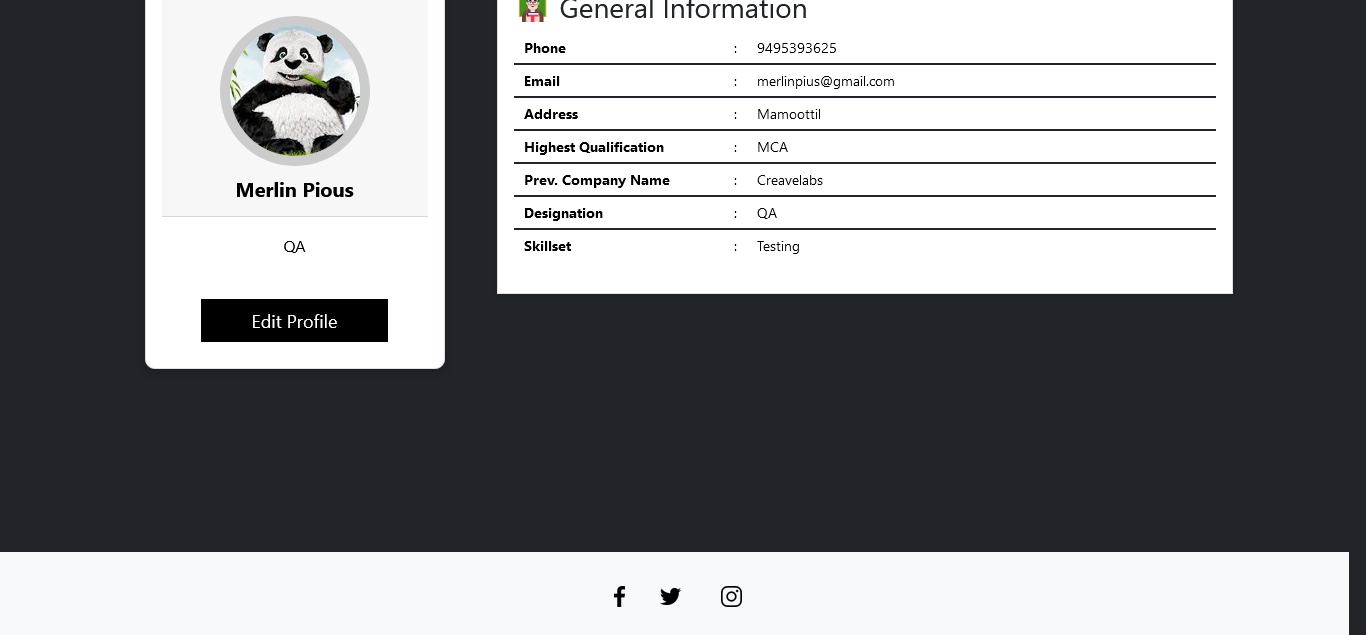 General Information
Phone : 9495393625
Email : merlinpius@gmail.com
Address : Mamoottil
Highest Qualification : MCA
Prev. Company Name : Creavelabs
Designation : QA
Skillset : Testing
Merlin Pious
QA
Edit Profile